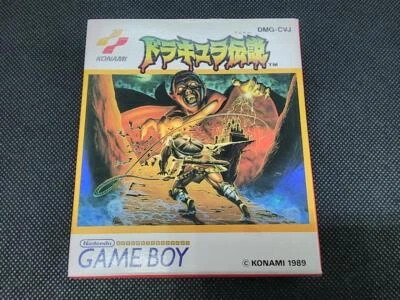 DMG-CVJ
KONAMI
ドラキュラ伝説
TM
Nintendo
GAME BOY
© KONAMI 1989